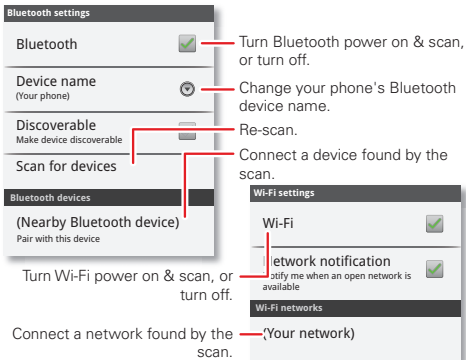 Bluetooth settings
Bluetooth
Turn Bluetooth power on & scan,
or turn off.
Device name
(Your phone)
Change your phone's Bluetooth
device name.
Discoverable
Make device discoverable
Re-scan.
Scan for devices
Connect a device found by the
scan.
Bluetooth devices
(Nearby Bluetooth device)
Pair with this device
Wi-Fi settings
Wi-Fi
Turn Wi-Fi power on & scan, or
turn off.
Network notification
Notify me when an open network is
available
Wi-Fi networks
(Your network)
Connect a network found by the
scan.